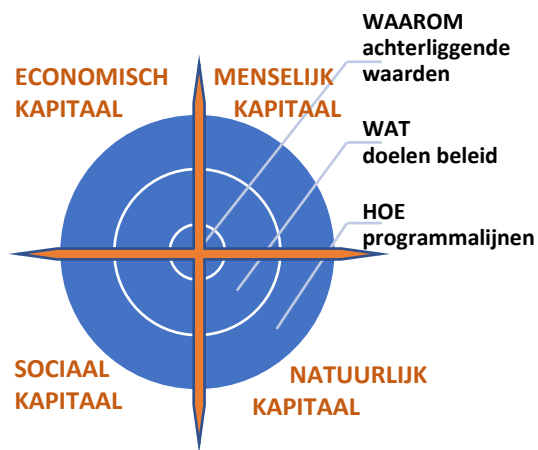 WAAROM
achterliggende
waarden
ECONOMISCH
KAPITAAL
MENSELIJK
KAPITAAL
WAT
doelen beleid
HOE
programmalijnen
SOCIAAL
KAPITAAL
NATUURLIJK
KAPITAAL